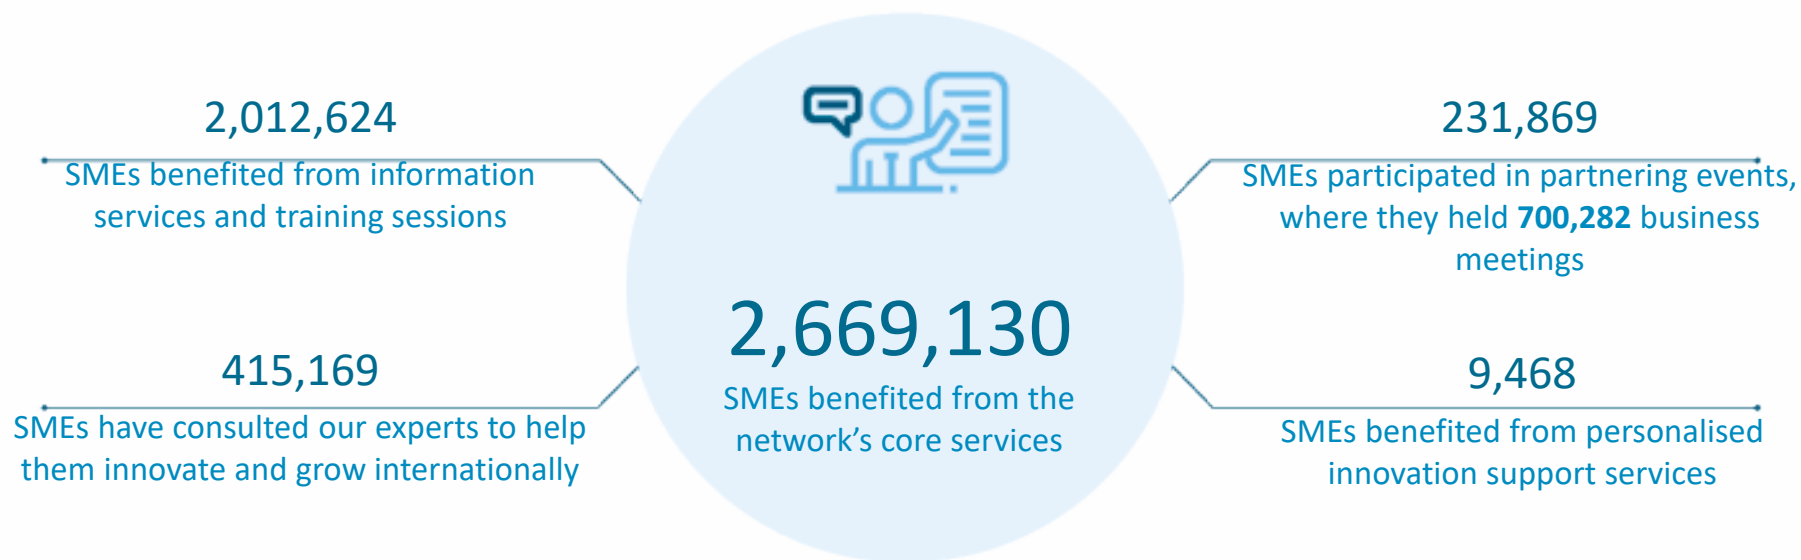 2,012,624
SMEs benefited from information
services and training sessions
415,169
SMEs have consulted our experts to help
them innovate and grow internationally
2,669,130
SMEs benefited from the
network’s core services
231,869
SMEs participated in partnering events,
where they held 700,282 business
meetings
9,468
SMEs benefited from personalised
innovation support services